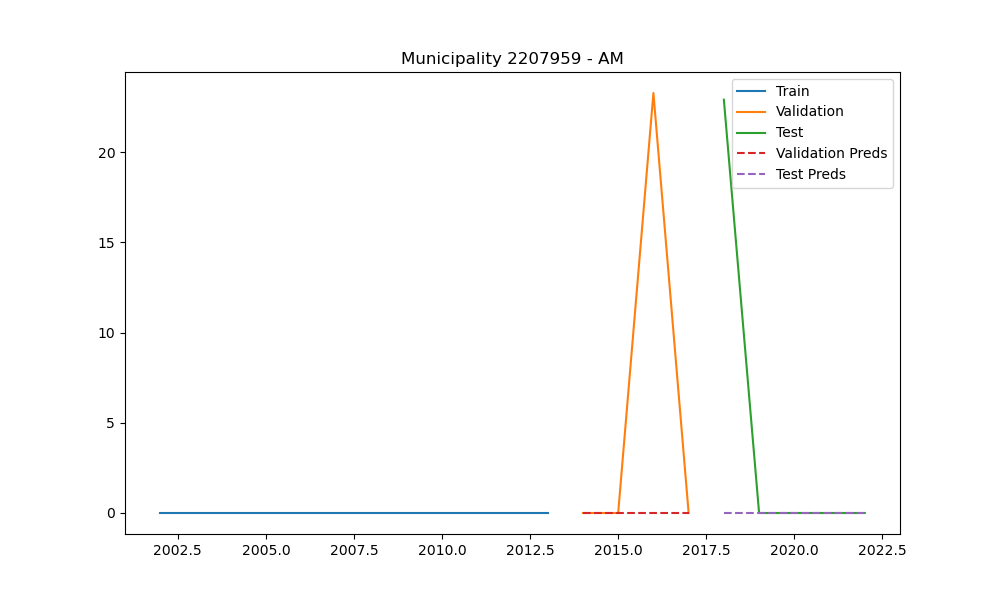 Municipality 2207959 - AM
Train
Validation
Test
Validation Preds
Test Preds
20
15
10
5
0
2002.5 2005.0 2007.5 2010.0 2012.5 2015.0 2017.5 2020.0 2022.5